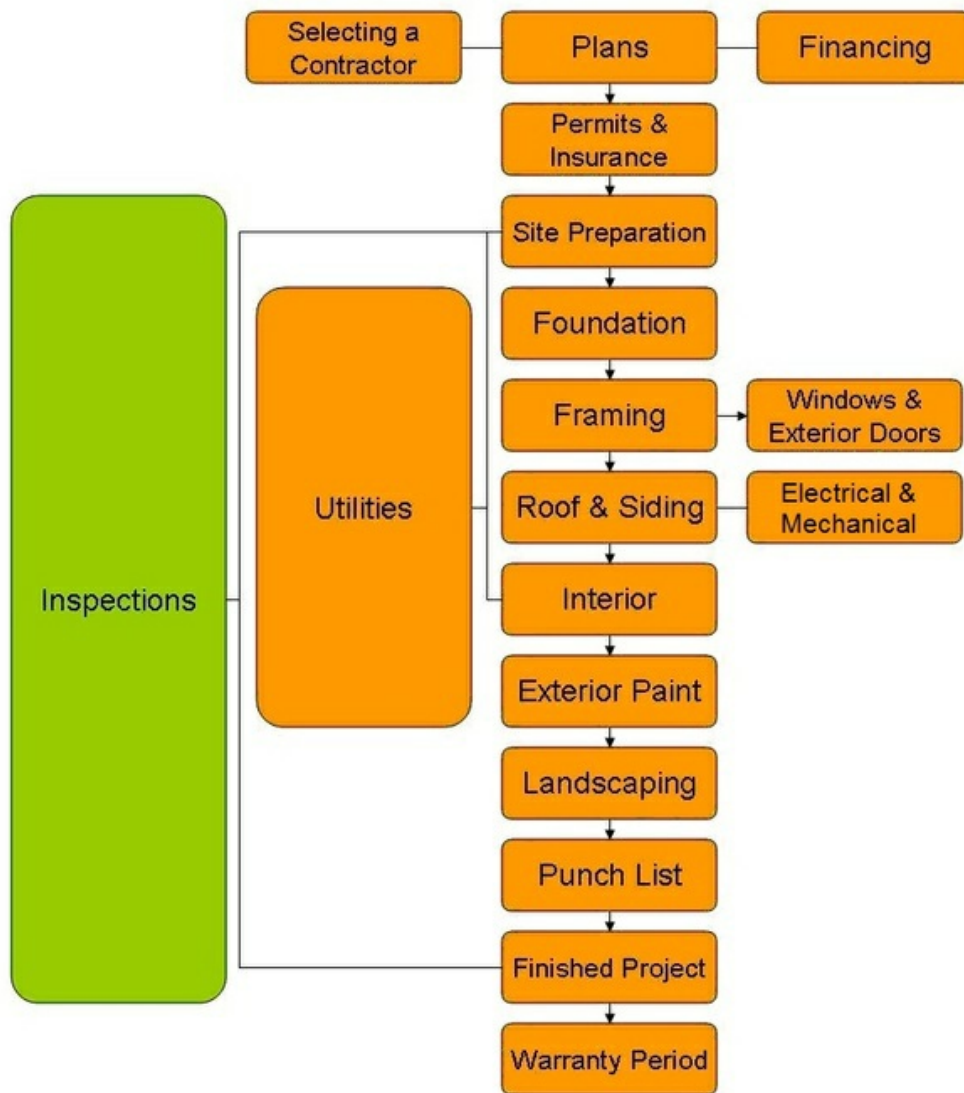 Selecting a
Contractor
Plans
Financing
Permits &
Insurance
Site Preparation
Foundation
Framing
Windows &
Exterior Doors
Utilities
Roof & Siding
Electrical &
Mechanical
Inspections
Interior
Exterior Paint
Landscaping
Punch List
Finished Project
Warranty Period